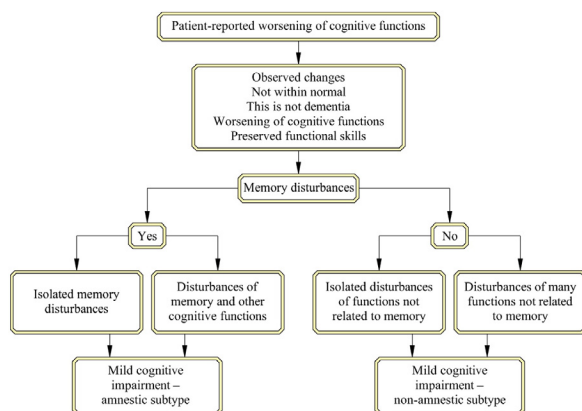 Patient-reported worsening of cognitive functions
Observed changes
Not within normal
This is not dementia
Worsening of cognitive functions
Preserved functional skills
Memory disturbances
Yes
No
Isolated memory
disturbances
Disturbances of
memory and other
cognitive functions
Isolated disturbances
of functions not
related to memory
Disturbances of many
functions not related
to memory
Mild cognitive
impairment –
amnestic subtype
Mild cognitive
impairment –
non-amnestic subtype